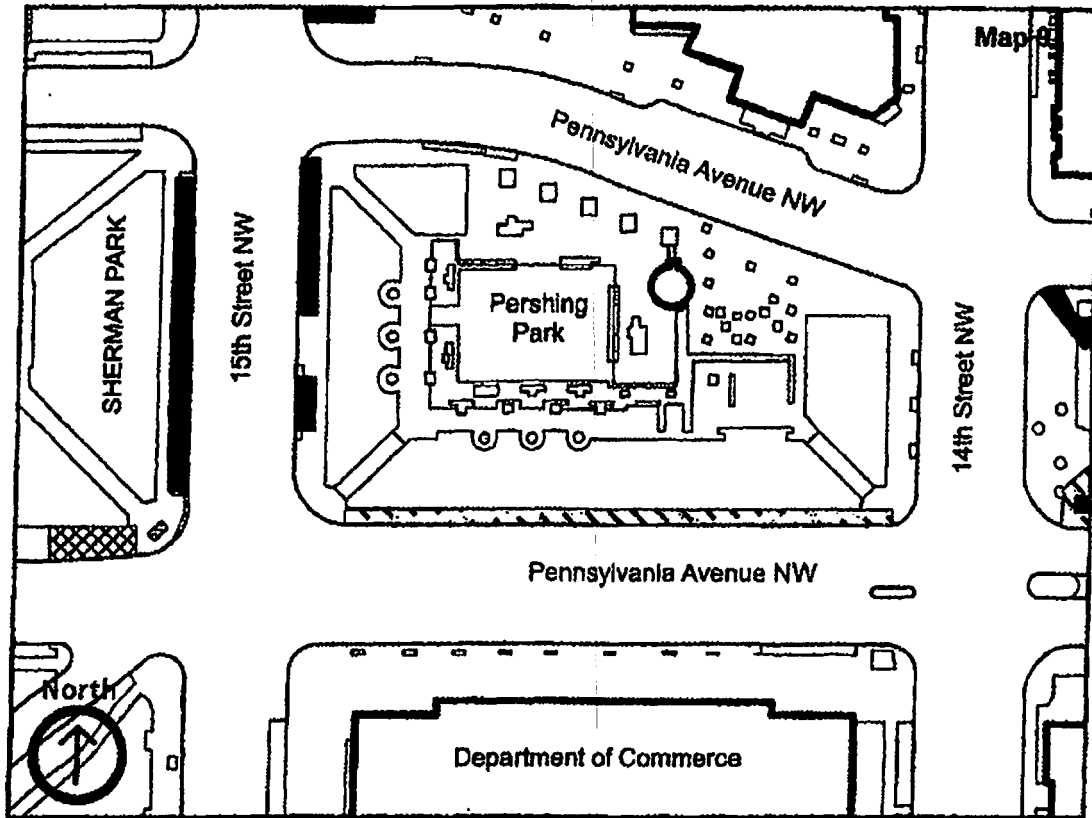 Map 9
Pennsylvania Avenue NW
SHERMAN PARK
15th Street NW
Pershing
Park
14th Street NW
Pennsylvania Avenue NW
North
Department of Commerce